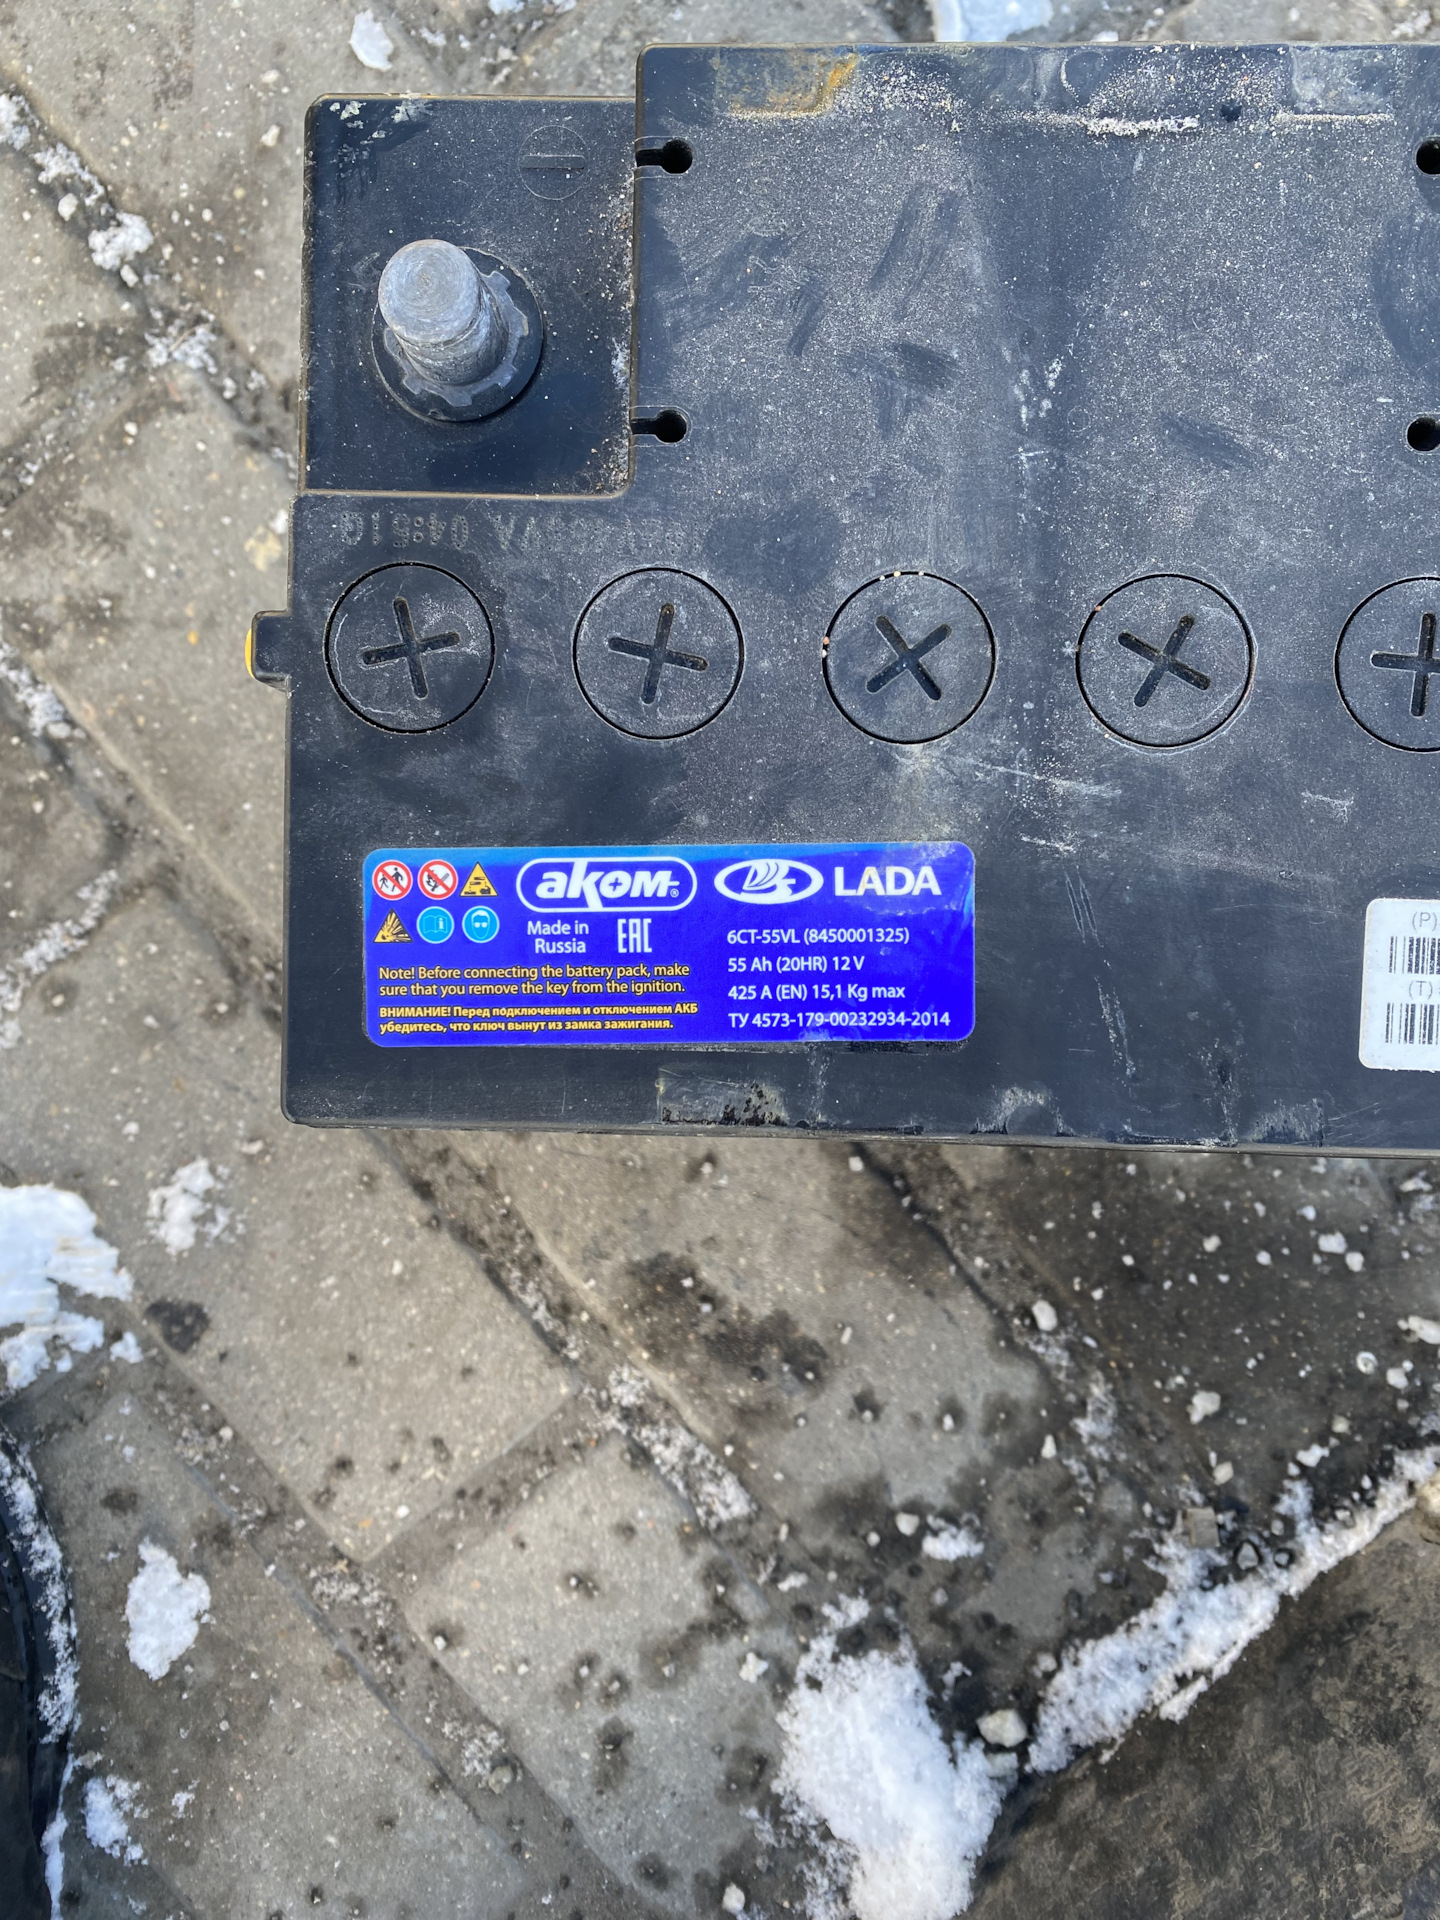 aкom
LADA
Made in
Russia
EAC
6CT-55VL (8450001325)
55 Ah (20HR) 12 V
425 A (EN) 15,1 Kg max
ТУ 4573-179-00232934-2014
Note! Before connecting the battery pack, make
sure that you remove the key from the ignition.
ВНИМАНИЕ! Перед подключением и отключением АКБ
убедитесь, что ключ вынут из замка зажигания.
(P)
(T)